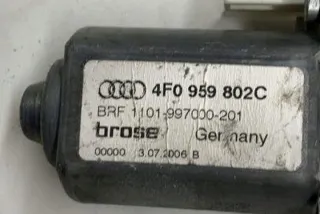 4F0 959 802C
BRF 1101-997000-201
brose Germany
00000 3.07.2006 B